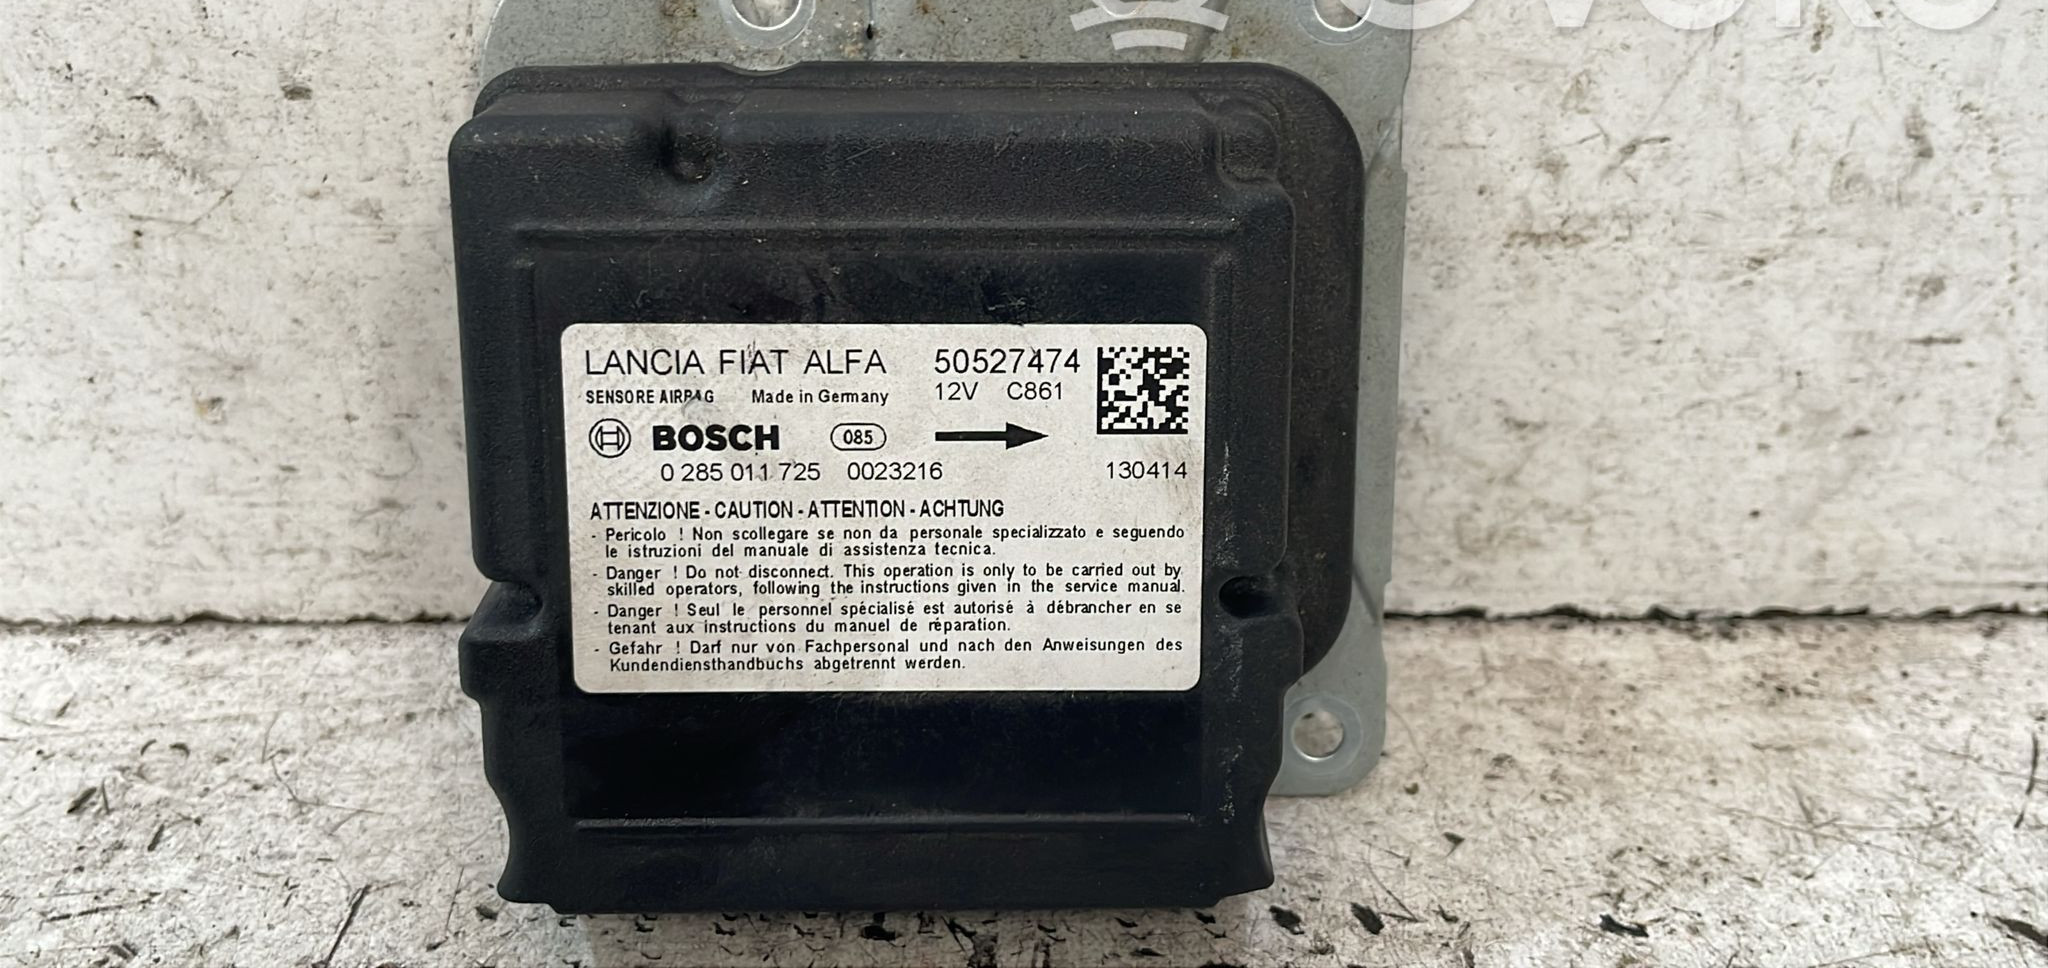 LANCIA FIAT ALFA 50527474
SENSORE AIRBAG Made in Germany 12V C861
BOSCH 085
0 285 011 725 0023216 130414
ATTENZIONE - CAUTION - ATTENTION - ACHTUNG
- Pericolo ! Non scollegare se non da personale specializzato e seguendo
le istruzioni del manuale di assistenza tecnica.
- Danger ! Do not disconnect. This operation is only to be carried out by
skilled operators, following the instructions given in the service manual.
- Danger ! Seul le personnel spécialisé est autorisé à débrancher en se
tenant aux instructions du manuel de réparation.
- Gefahr ! Darf nur von Fachpersonal und nach den Anweisungen des
Kundendiensthandbuchs abgetrennt werden.